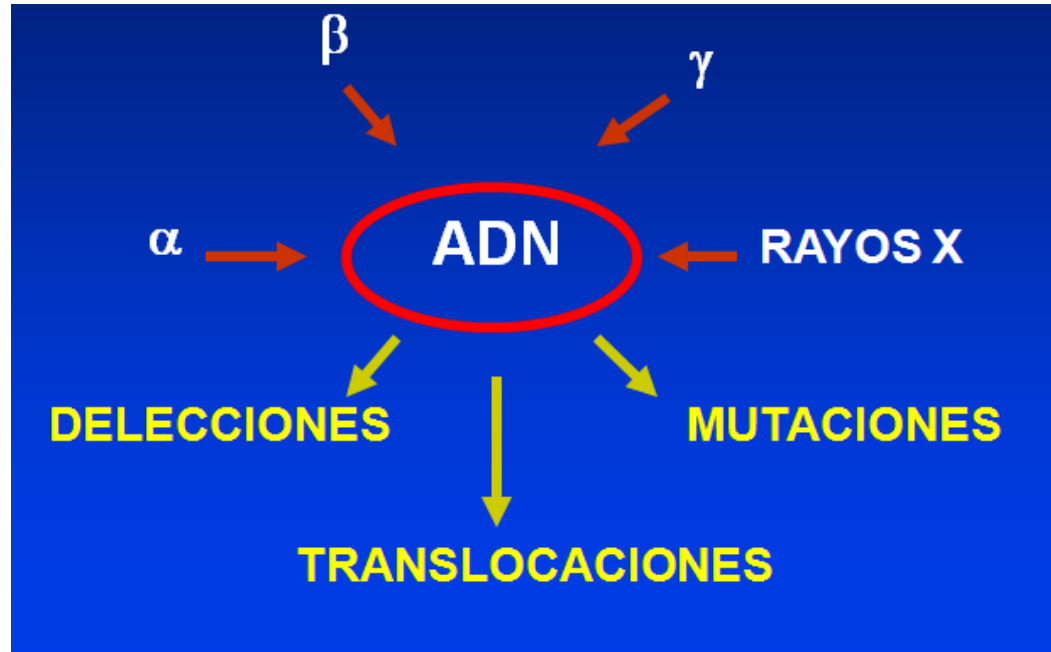 β
γ
α
ADN
RAYOS X
DELECCIONES
MUTACIONES
TRANSLOCACIONES